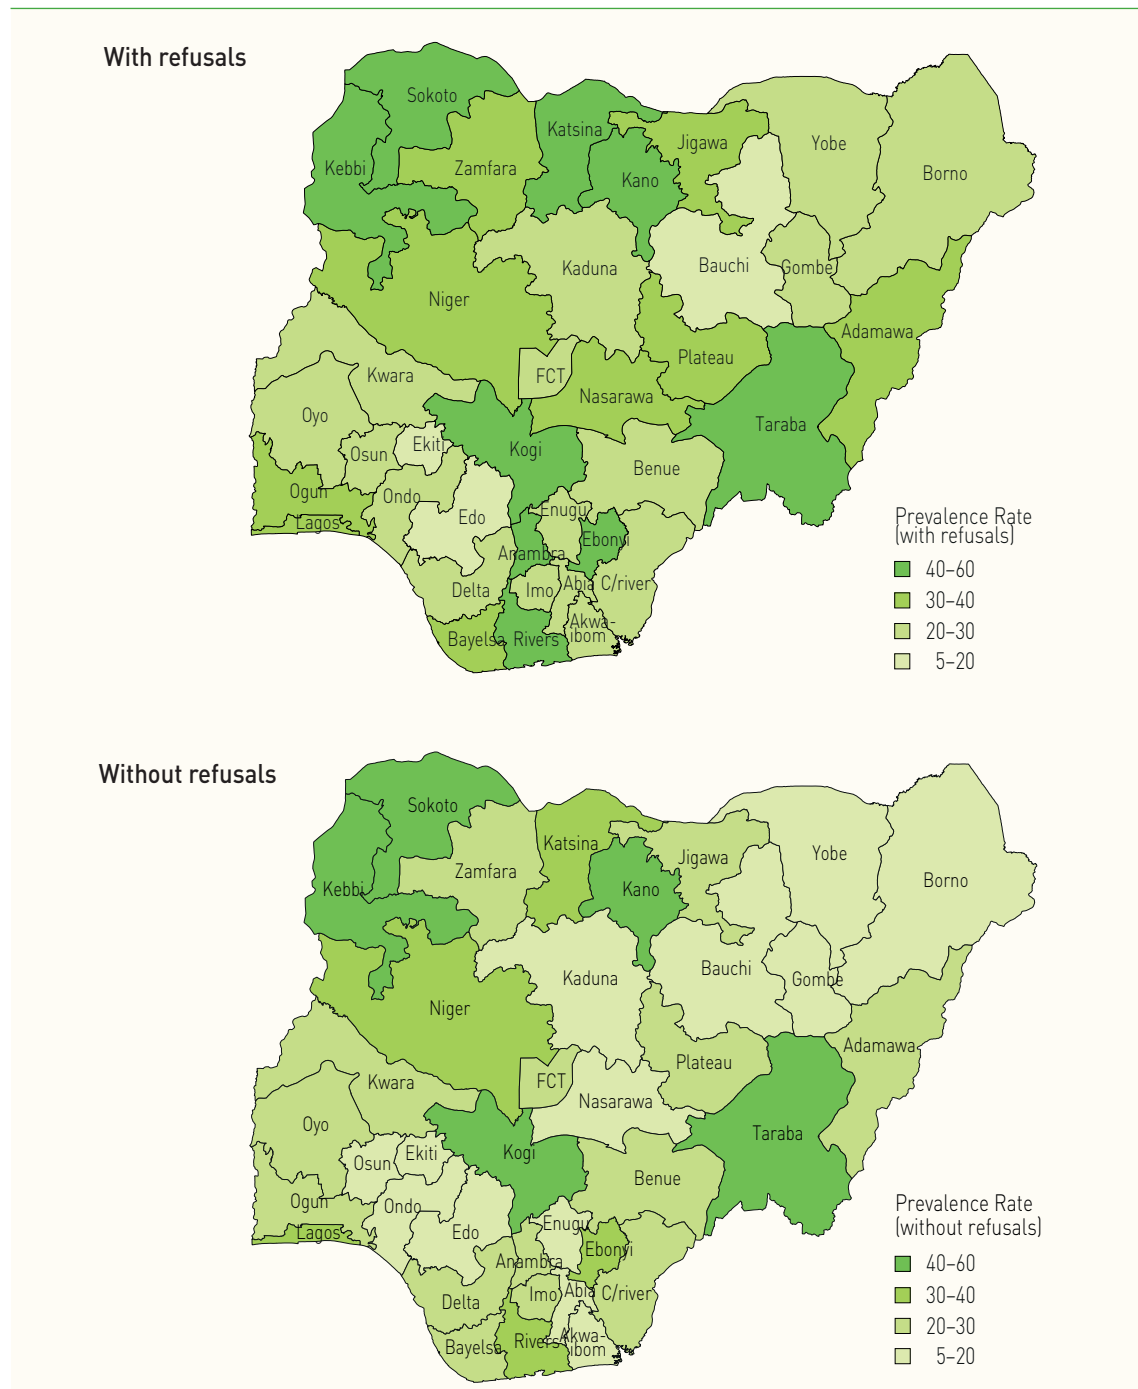 With refusals
Sokoto
Katsina
Jigawa
Yobe
Kebbi
Zamfara
Kano
Borno
Kaduna
Bauchi
Gombe
Niger
Adamawa
Plateau
Kwara
FCT
Nasarawa
Oyo
Taraba
Osun
Ekiti
Kogi
Benue
Ogun
Ondo
Lagos
Edo
Enugu
Ebonyi
Anambra
Delta
Imo
Abia
C/river
Akwa-
ibom
Bayelsa
Rivers
Prevalence Rate
(with refusals)
40–60
30–40
20–30
5–20
Without refusals
Sokoto
Katsina
Jigawa
Yobe
Kebbi
Zamfara
Kano
Borno
Kaduna
Bauchi
Gombe
Niger
Adamawa
Plateau
Kwara
FCT
Nasarawa
Oyo
Taraba
Osun
Ekiti
Kogi
Benue
Ogun
Ondo
Lagos
Edo
Enugu
Ebonyi
Anambra
Delta
Imo
Abia
C/river
Akwa-
ibom
Bayelsa
Rivers
Prevalence Rate
(without refusals)
40–60
30–40
20–30
5–20